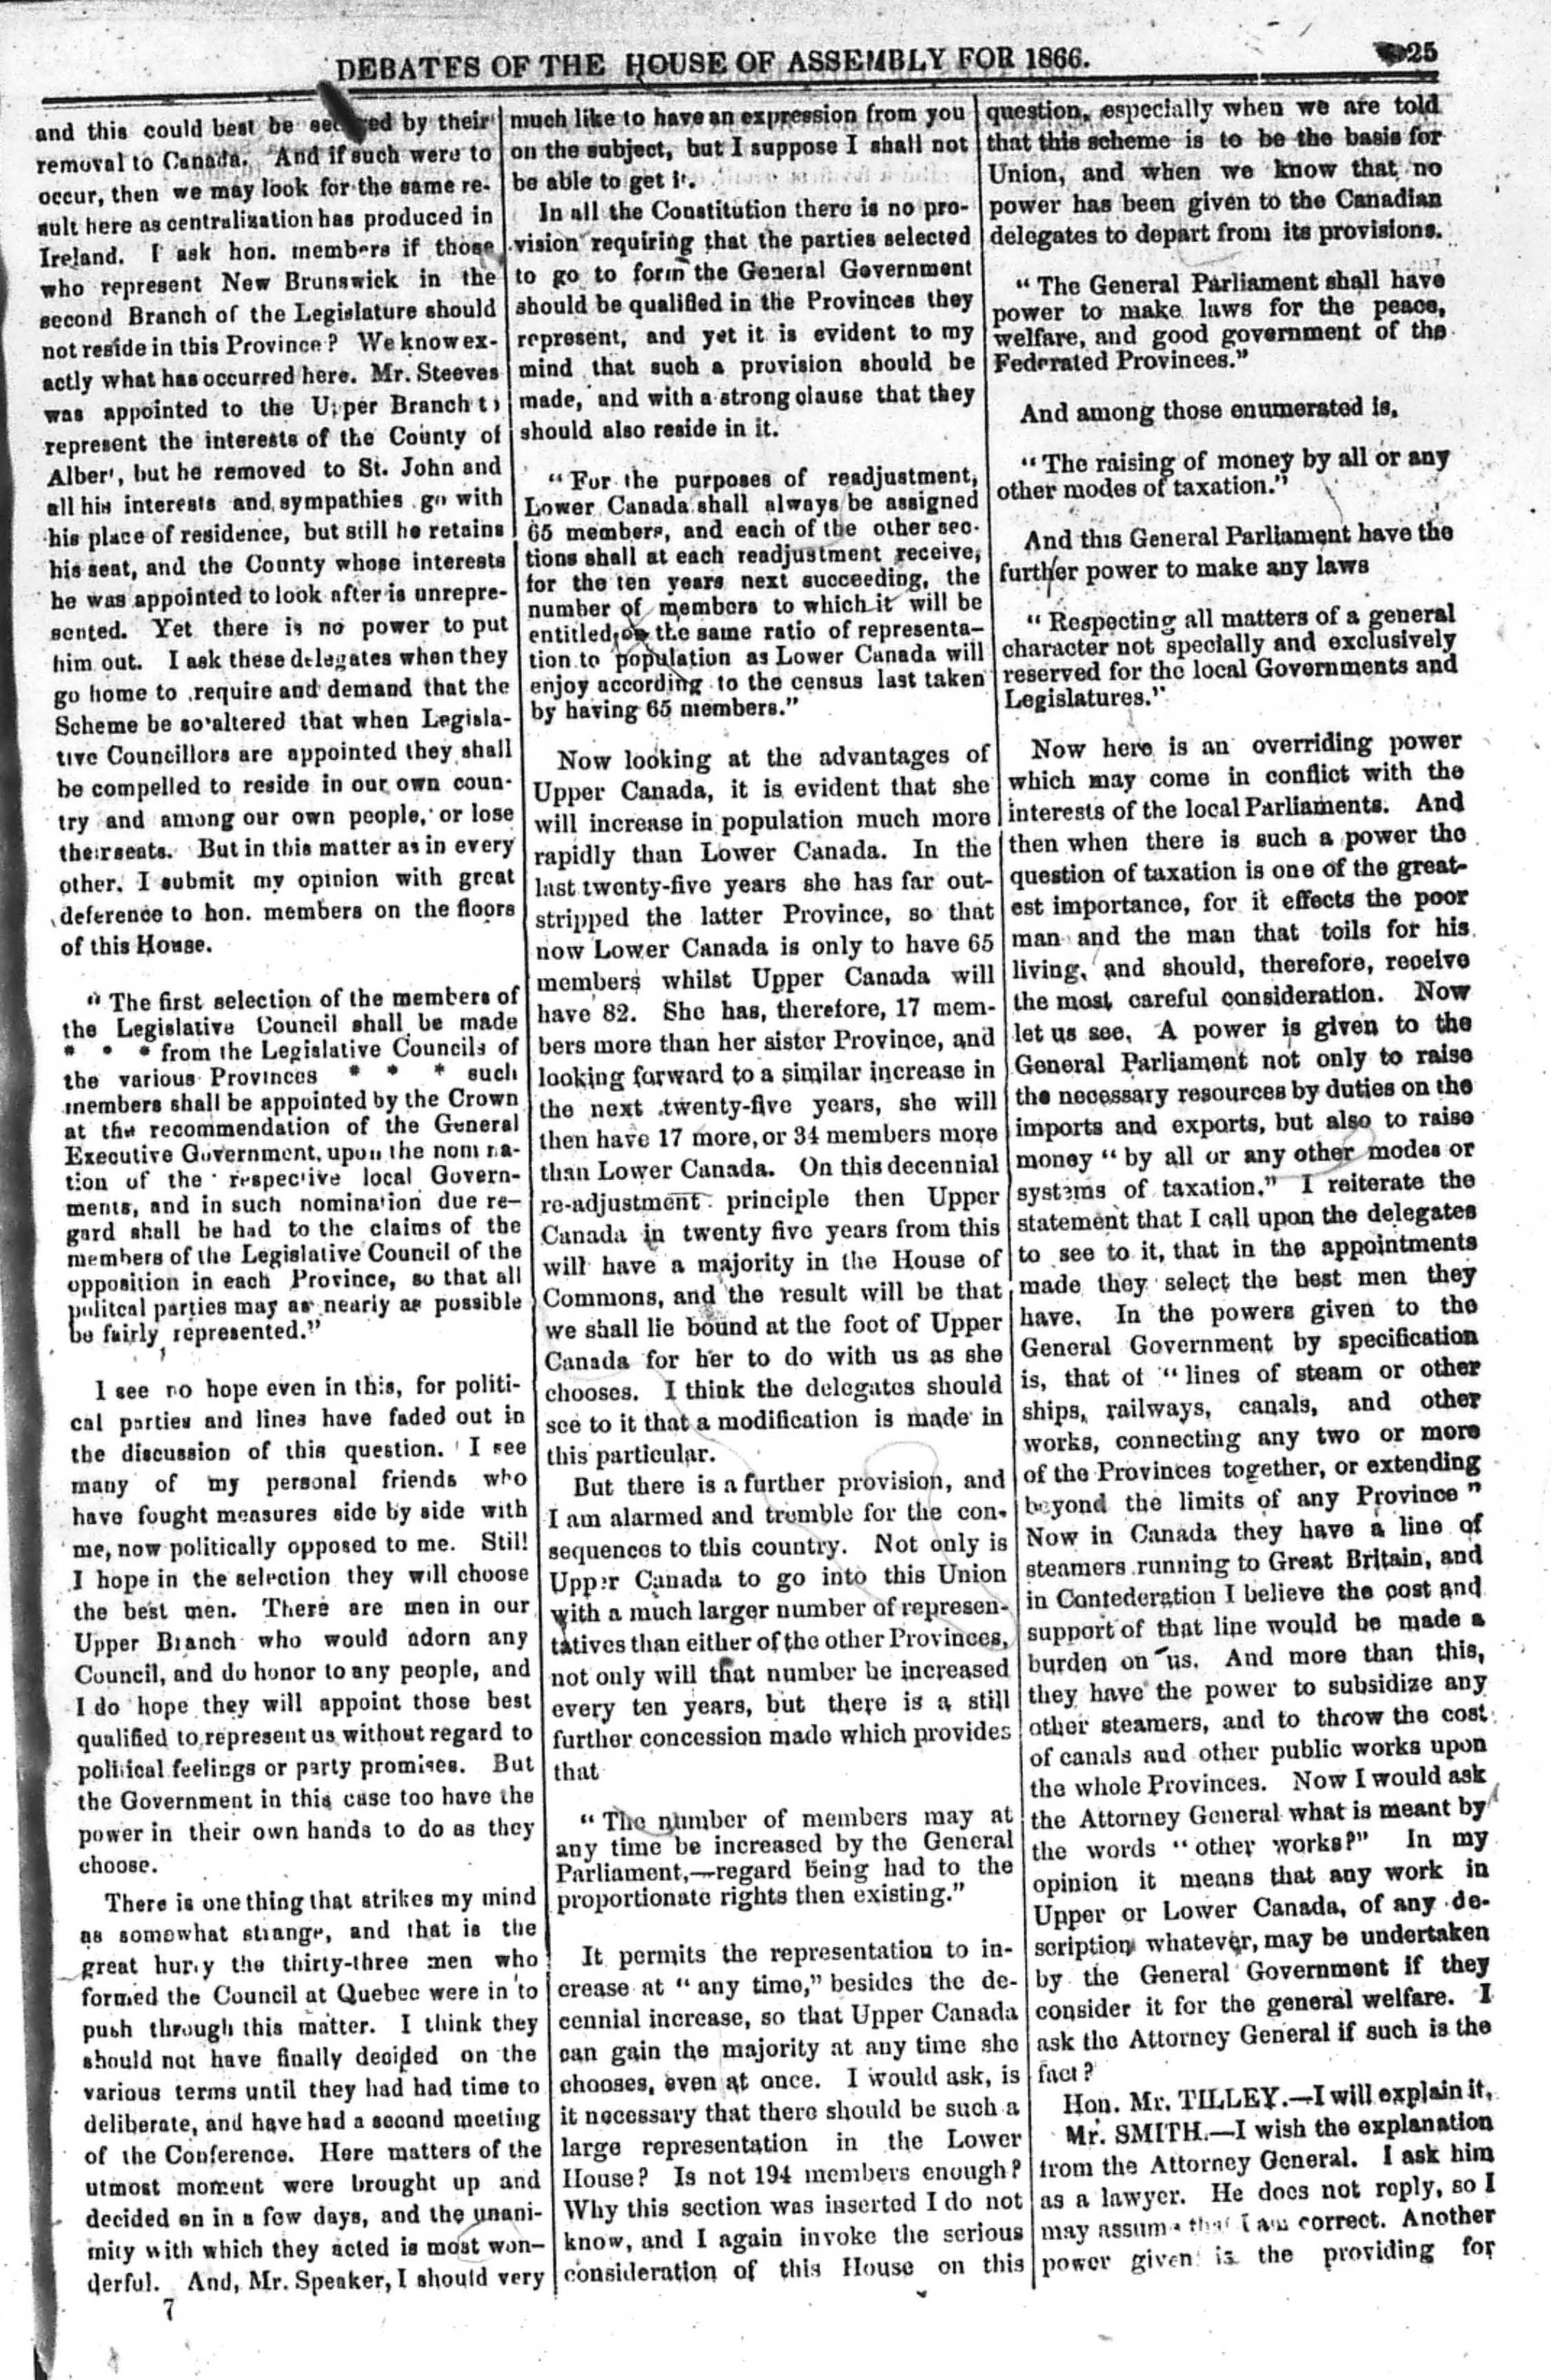 DEBATES OF THE HOUSE OF ASSEMBLY FOR 1866.
25
and this could best be by their
removal to Canada. And if such were to
occur, then we may look for the same re-
sult here as centralization has produced in
Ireland. I ask hon. members if those
who represent New Brunswick in the
second Branch of the Legislature should
not reside in this Province? We know ex-
actly what has occurred here. Mr. Steeves
was appointed to the Upper Branch to
represent the interests of the County of
Albert, but he removed to St. John and
all his interests and sympathies go with
his place of residence, but still he retains
his seat, and the County whose interests
he was appointed to look after is unrepre-
sented. Yet there is no power to put
him out. I ask these delegates when they
go home to require and demand that the
Scheme be so altered that when Legisla-
tive Councillors are appointed they shall
be compelled to reside in our own coun-
try and among our own people, or lose
their seats. But in this matter as in every
other, I submit my opinion with great
deference to hon. members on the floors
of this House.
"The first selection of the members of
the Legislative Council shall be made
* * * from the Legislative Councils of
the various Provinces * * * such
members shall be appointed by the Crown
at the recommendation of the General
Executive Government, upon the nomina-
tion of the respective local Govern-
ments, and in such nomination due re-
gard shall be had to the claims of the
members of the Legislative Council of the
opposition in each Province, so that all
politcal parties may as nearly as possible
be fairly represented."
I see no hope even in this, for politi-
cal parties and lines have faded out in
the discussion of this question. I see
many of my personal friends who
have fought measures side by side with
me, now politically opposed to me. Still
I hope in the selection they will choose
the best men. There are men in our
Upper Branch who would adorn any
Council, and do honor to any people, and
I do hope they will appoint those best
qualified to represent us without regard to
political feelings or party promises. But
the Government in this case too have the
power in their own hands to do as they
choose.
There is one thing that strikes my mind
as somewhat strange, and that is the
great hurry the thirty-three men who
formed the Council at Quebec were in to
push through this matter. I think they
should not have finally decided on the
various terms until they had had time to
deliberate, and have had a second meeting
of the Conference. Here matters of the
utmost moment were brought up and
decided on in a few days, and the unani-
mity with which they acted is most won-
derful. And, Mr. Speaker, I should very
7
much like to have an expression from you
on the subject, but I suppose I shall not
be able to get it.
In all the Constitution there is no pro-
vision requiring that the parties selected
to go to form the General Government
should be qualified in the Provinces they
represent, and yet it is evident to my
mind that such a provision should be
made, and with a strong clause that they
should also reside in it.
"For the purposes of readjustment,
Lower Canada shall always be assigned
65 members, and each of the other sec-
tions shall at each readjustment receive,
for the ten years next succeeding, the
number of members to which it will be
entitled on the same ratio of representa-
tion to population as Lower Canada will
enjoy according to the census last taken
by having 65 members."
Now looking at the advantages of
Upper Canada, it is evident that she
will increase in population much more
rapidly than Lower Canada. In the
last twenty-five years she has far out-
stripped the latter Province, so that
now Lower Canada is only to have 65
members whilst Upper Canada will
have 82. She has, therefore, 17 mem-
bers more than her sister Province, and
looking forward to a similar increase in
the next twenty-five years, she will
then have 17 more, or 34 members more
than Lower Canada. On this decennial
re-adjustment principle then Upper
Canada in twenty five years from this
will have a majority in the House of
Commons, and the result will be that
we shall lie bound at the foot of Upper
Canada for her to do with us as she
chooses. I think the delegates should
see to it that a modification is made in
this particular.
But there is a further provision, and
I am alarmed and tremble for the con-
sequences to this country. Not only is
Upper Canada to go into this Union
with a much larger number of represen-
tatives than either of the other Provinces,
not only will that number be increased
every ten years, but there is a still
further concession made which provides
that
"The number of members may at
any time be increased by the General
Parliament,—regard being had to the
proportionate rights then existing."
It permits the representation to in-
crease at "any time," besides the de-
cennial increase, so that Upper Canada
can gain the majority at any time she
chooses, even at once. I would ask, is
it necessary that there should be such a
large representation in the Lower
House? Is not 194 members enough?
Why this section was inserted I do not
know, and I again invoke the serious
consideration of this House on this
question, especially when we are told
that this scheme is to be the basis for
Union, and when we know that no
power has been given to the Canadian
delegates to depart from its provisions.
"The General Parliament shall have
power to make laws for the peace,
welfare, and good government of the
Federated Provinces."
And among those enumerated is,
"The raising of money by all or any
other modes of taxation."
And this General Parliament have the
further power to make any laws
"Respecting all matters of a general
character not specially and exclusively
reserved for the local Governments and
Legislatures."
Now here is an overriding power
which may come in conflict with the
interests of the local Parliaments. And
then when there is such a power the
question of taxation is one of the great-
est importance, for it effects the poor
man and the man that toils for his
living, and should, therefore, receive
the most careful consideration. Now
let us see. A power is given to the
General Parliament not only to raise
the necessary resources by duties on the
imports and exports, but also to raise
money "by all or any other modes or
systems of taxation." I reiterate the
statement that I call upon the delegates
to see to it, that in the appointments
made they select the best men they
have. In the powers given to the
General Government by specification
is, that of "lines of steam or other
ships, railways, canals, and other
works, connecting any two or more
of the Provinces together, or extending
beyond the limits of any Province"
Now in Canada they have a line of
steamers running to Great Britain, and
in Confederation I believe the cost and
support of that line would be made a
burden on us. And more than this,
they have the power to subsidize any
other steamers, and to throw the cost
of canals and other public works upon
the whole Provinces. Now I would ask
the Attorney General what is meant by
the words "other works?" In my
opinion it means that any work in
Upper or Lower Canada, of any de-
scription whatever, may be undertaken
by the General Government if they
consider it for the general welfare. I
ask the Attorney General if such is the
fact?
Hon. Mr. TILLEY.—I will explain it,
Mr. SMITH.—I wish the explanation
from the Attorney General. I ask him
as a lawyer. He does not reply, so I
may assume that I am correct. Another
power given is the providing for